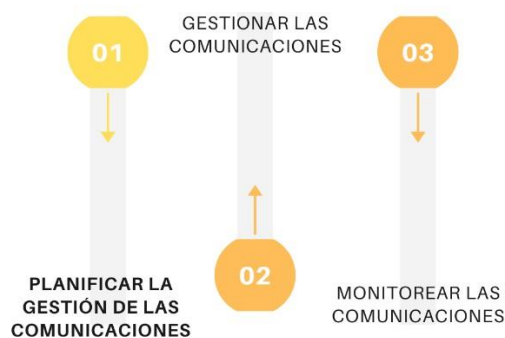 01
PLANIFICAR LA
GESTIÓN DE LAS
COMUNICACIONES
GESTIONAR LAS
COMUNICACIONES
02
03
MONITOREAR LAS
COMUNICACIONES